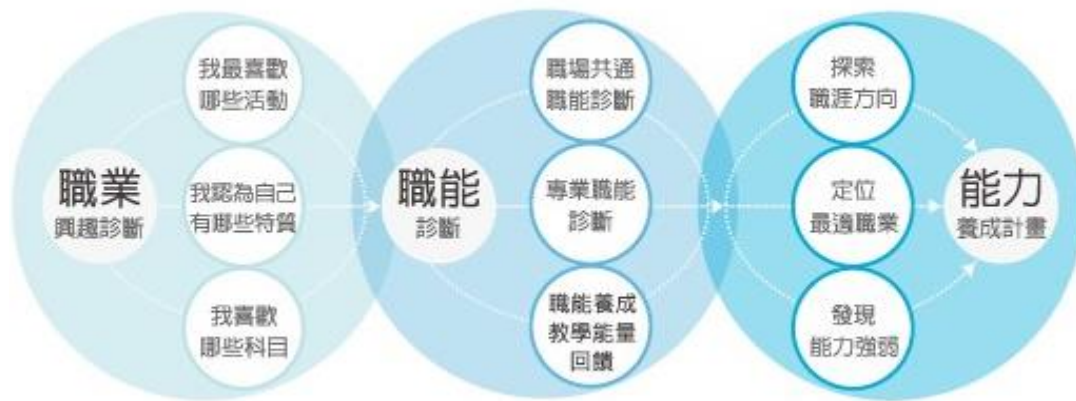 職業
興趣診斷
我最喜歡
哪些活動
我認為自己
有哪些特質
我喜歡
哪些科目
職能
診斷
職場共通
職能診斷
專業職能
診斷
職能養成
教學能量
回饋
探索
職涯方向
定位
最適職業
發現
能力強弱
能力
養成計畫